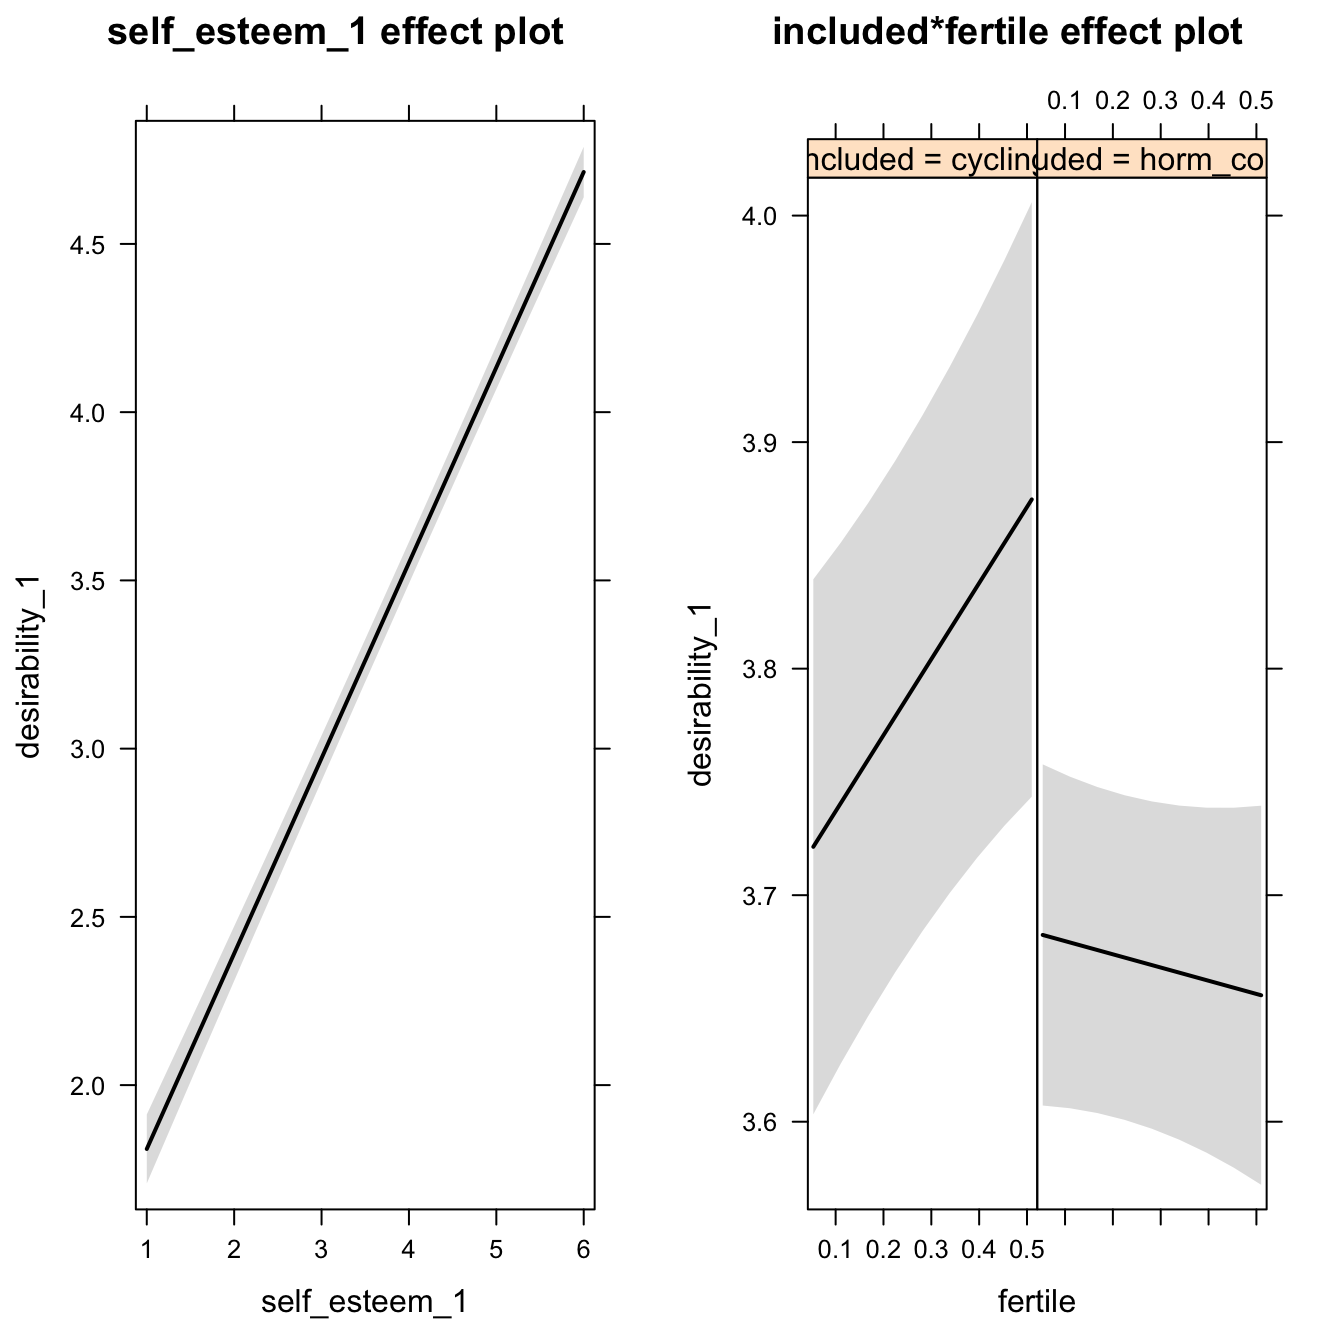 self_esteem_1 effect plot
4.5
4.0
3.5
3.0
2.5
2.0
desirability_1
1 2 3 4 5 6
self_esteem_1
included*fertile effect plot
0.1 0.2 0.3 0.4 0.5
ncluded = cycling
uded = horm_co
4.0
3.9
3.8
3.7
3.6
desirability_1
0.1 0.2 0.3 0.4 0.5
fertile